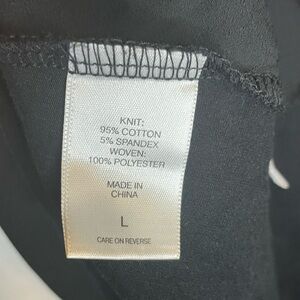 KNIT:
95% COTTON
5% SPANDEX
WOVEN:
100% POLYESTER
MADE IN
CHINA
L
CARE ON REVERSE